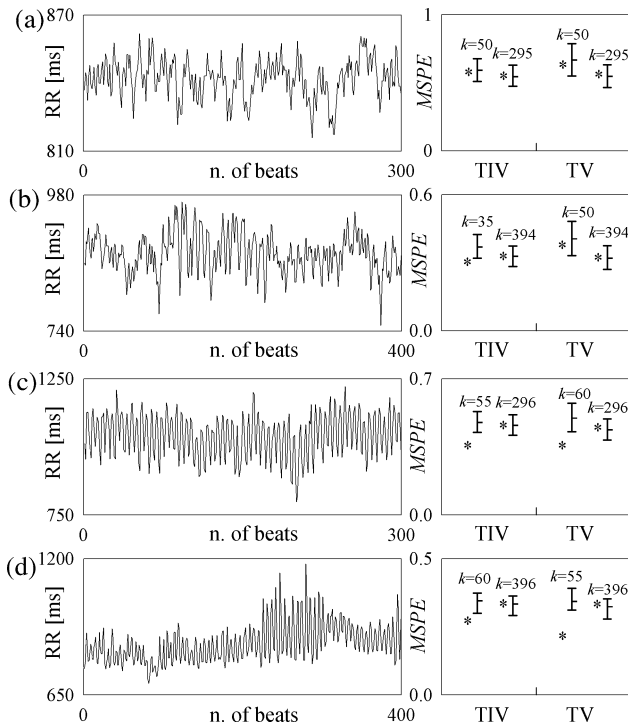 (a)
870
RR [ms]
810
0
n. of beats
300
1
MSPE
0
k=50
k=295
k=50
k=295
*
*
*
*
TIV
TV
(b)
980
RR [ms]
740
0
n. of beats
400
0.6
MSPE
0.0
k=35
k=394
k=50
k=394
*
*
*
*
TIV
TV
(c)
1250
RR [ms]
750
0
n. of beats
300
0.7
MSPE
0.0
k=55
k=296
k=60
k=296
*
*
*
*
TIV
TV
(d)
1200
RR [ms]
650
0
n. of beats
400
0.5
MSPE
0.0
k=60
k=396
k=55
k=396
*
*
*
*
TIV
TV